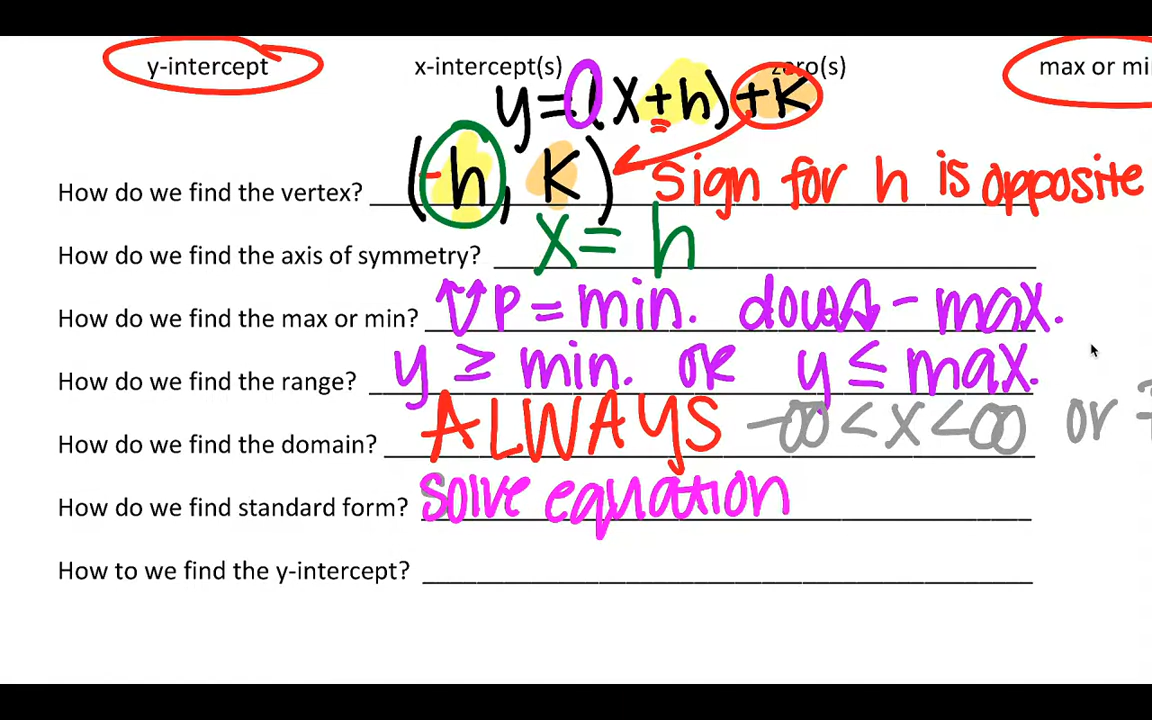 y-intercept x-intercept(s) zero(s) max or mi
y = (x + h) + K
How do we find the vertex? (-h, K) sign for h is opposite
How do we find the axis of symmetry? x = h
How do we find the max or min? UP = min. down - max.
How do we find the range? y ≥ min. or y ≤ max.
How do we find the domain? ALWAYS -∞ < x < ∞ or
How do we find standard form? solve equation
How to we find the y-intercept?